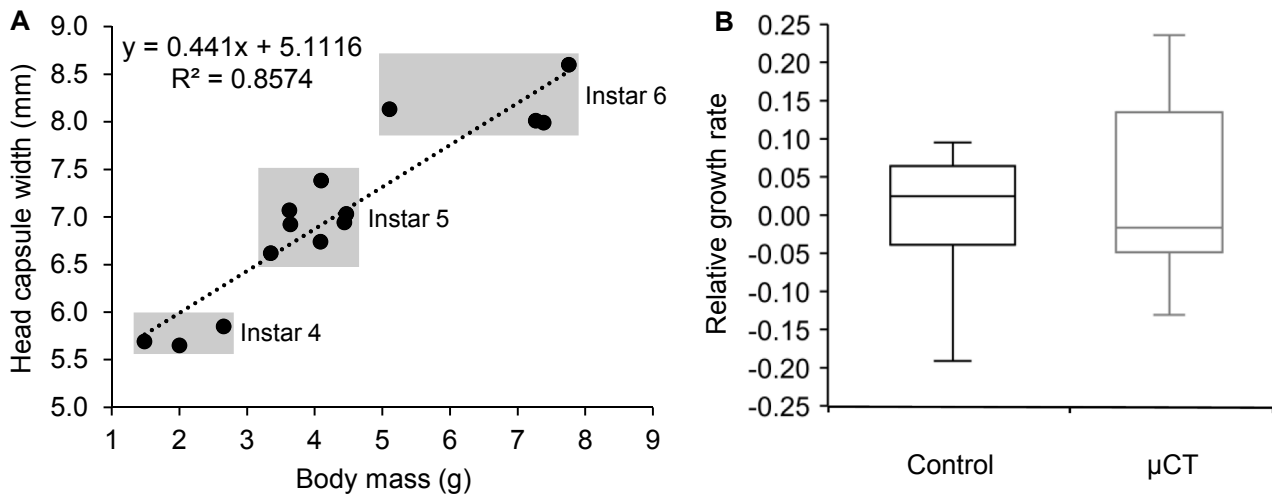 A
y = 0.441x + 5.1116
R² = 0.8574
Head capsule width (mm)
9.0
8.5
8.0
7.5
7.0
6.5
6.0
5.5
5.0
Instar 6
Instar 5
Instar 4
1 2 3 4 5 6 7 8 9
Body mass (g)
B
Relative growth rate
0.25
0.20
0.15
0.10
0.05
0.00
-0.05
-0.10
-0.15
-0.20
-0.25
Control µCT